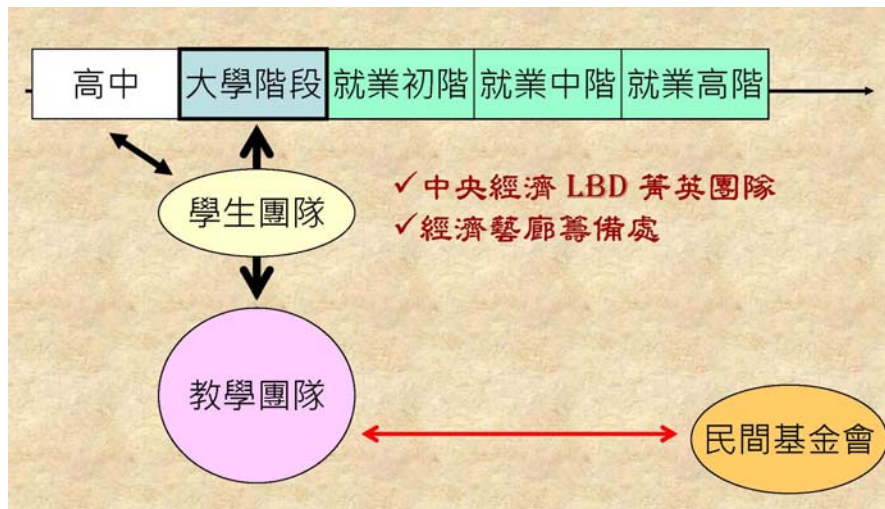 高中 大學階段 就業初階 就業中階 就業高階
學生團隊
✓中央經濟 LBD 菁英團隊
✓經濟藝廊籌備處
教學團隊
民間基金會